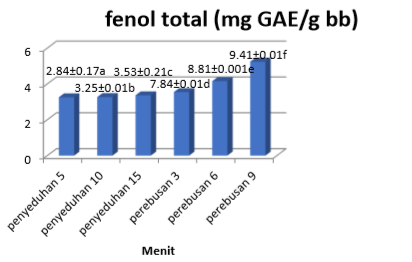 fenol total (mg GAE/g bb)
6
4
2
0
2.84±0.17a
3.25±0.01b
3.53±0.21c
7.84±0.01d
8.81±0.001e
9.41±0.01f
penyeduhan 5
penyeduhan 10
penyeduhan 15
perebusan 3
perebusan 6
perebusan 9
Menit